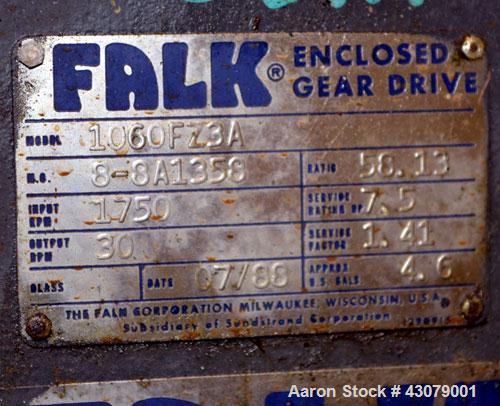 FALK® ENCLOSED GEAR DRIVE
MODEL 1060FZ3A
M.O. 8-8A1358 RATIO 58.13
INPUT RPM 1750 SERVICE RATING HP 7.5
OUTPUT RPM 30 SERVICE FACTOR 1.41
CLASS DATE 07/88 APPROX U.S. GALS. 4.6
THE FALK CORPORATION MILWAUKEE, WISCONSIN, U.S.A.®
Subsidiary of Sundstrand Corporation
Aaron Stock # 43079001